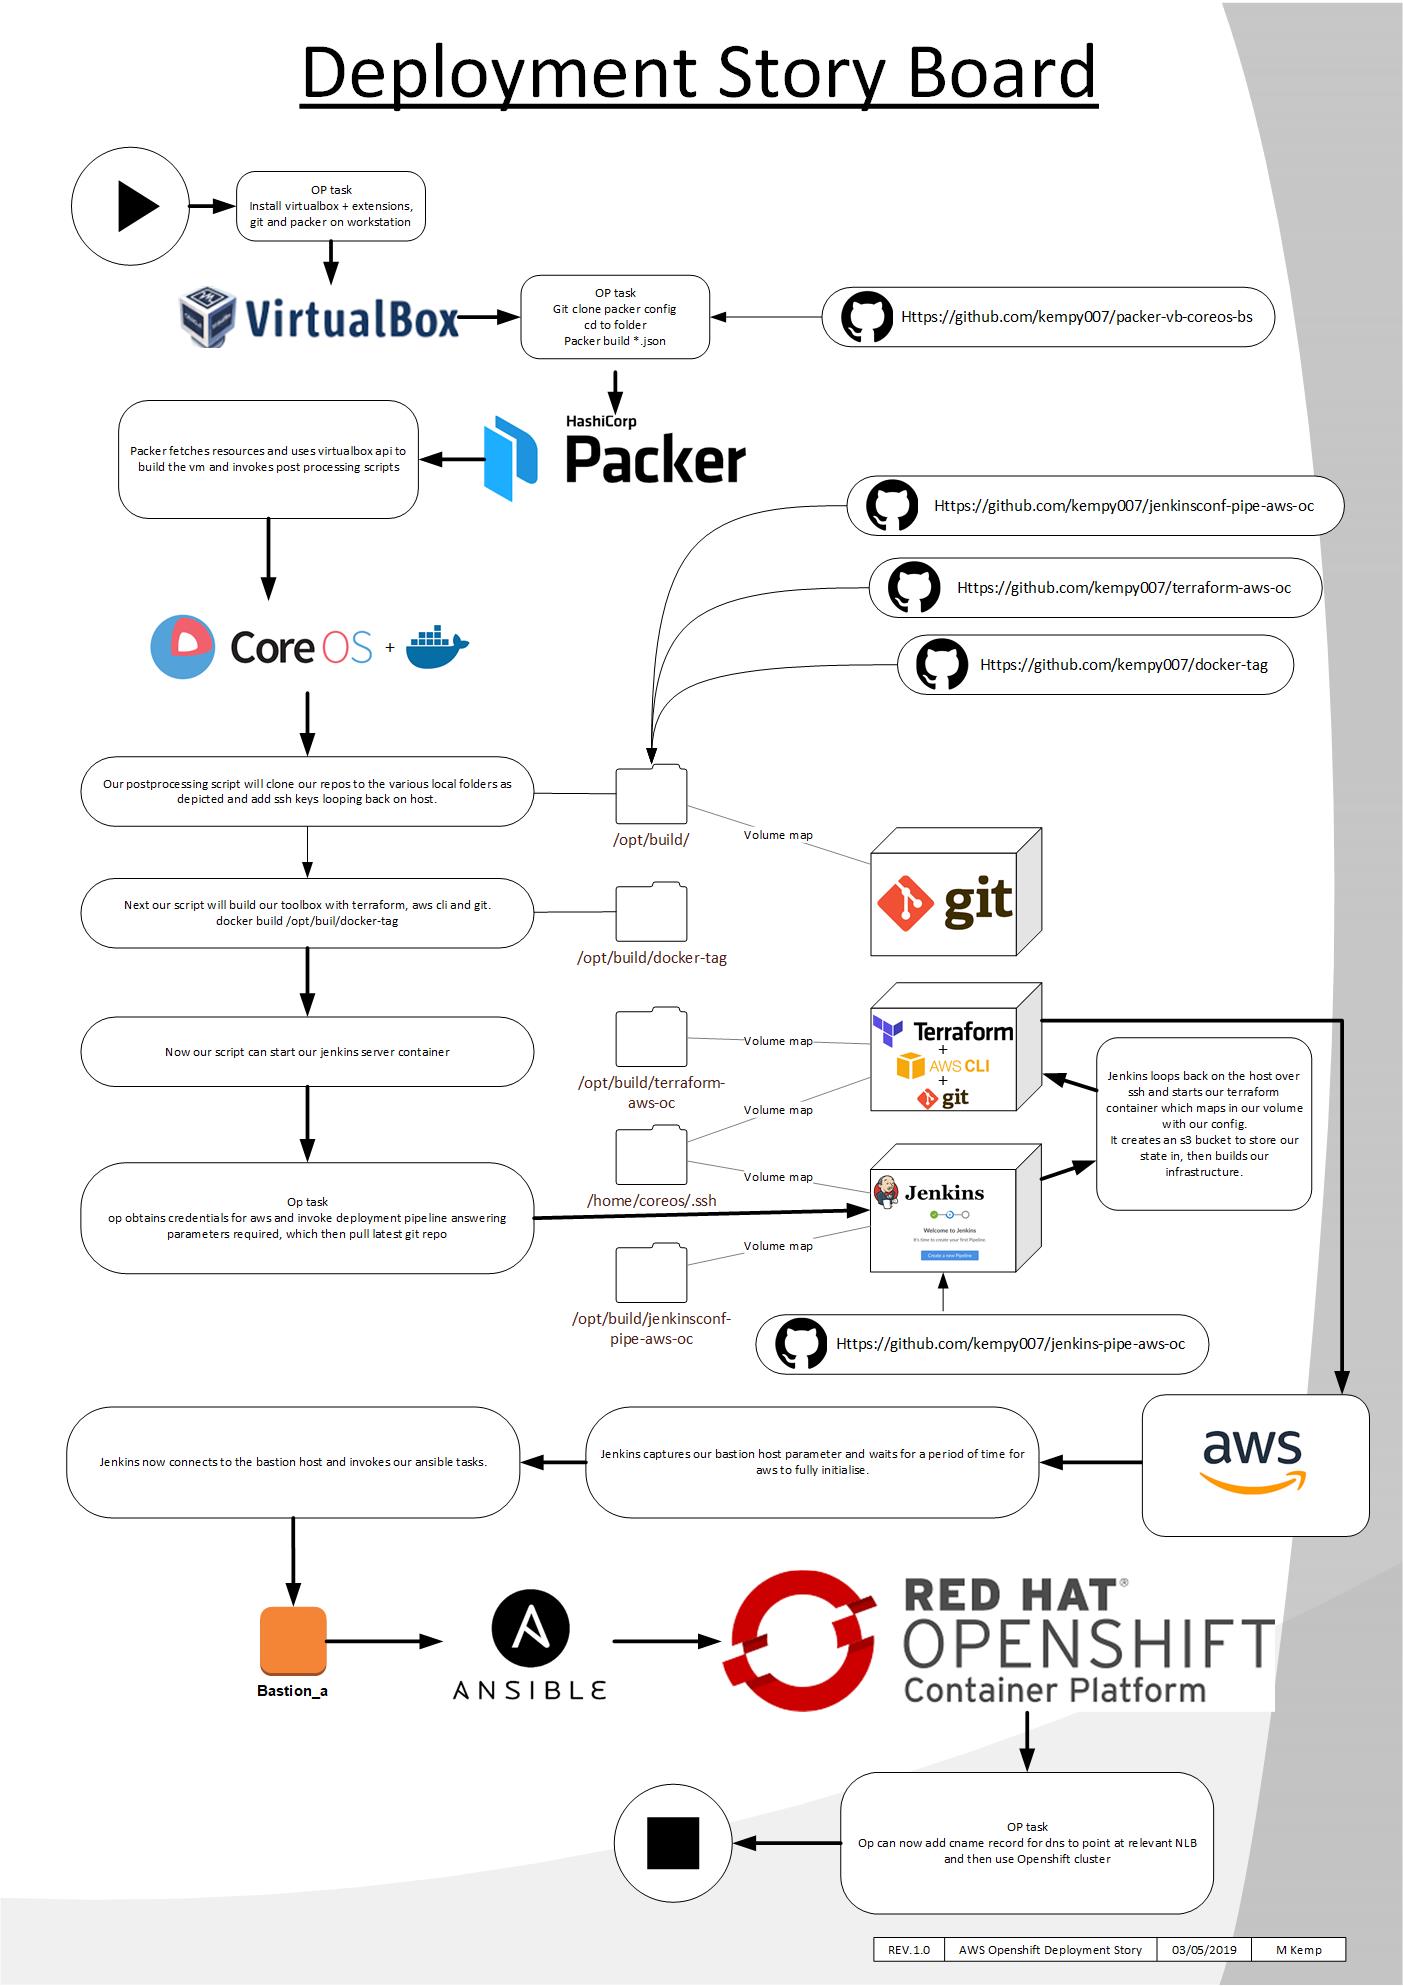 Deployment Story Board
OP task
Install virtualbox + extensions,
git and packer on workstation
VirtualBox
OP task
Git clone packer config
cd to folder
Packer build *.json
Https://github.com/kempy007/packer-vb-coreos-bs
HashiCorp
Packer
Packer fetches resources and uses virtualbox api to
build the vm and invokes post processing scripts
Https://github.com/kempy007/jenkinsconf-pipe-aws-oc
Https://github.com/kempy007/terraform-aws-oc
Https://github.com/kempy007/docker-tag
Core OS +
Our postprocessing script will clone our repos to the various local folders as
depicted and add ssh keys looping back on host.
/opt/build/
Volume map
git
Next our script will build our toolbox with terraform, aws cli and git.
docker build /opt/buil/docker-tag
/opt/build/docker-tag
Now our script can start our jenkins server container
/opt/build/terraform-
aws-oc
Volume map
Terraform
+
AWS CLI
+
git
Volume map
Jenkins loops back on the host over
ssh and starts our terraform
container which maps in our volume
with our config.
It creates an s3 bucket to store our
state in, then builds our
infrastructure.
/home/coreos/.ssh
Volume map
Op task
op obtains credentials for aws and invoke deployment pipeline answering
parameters required, which then pull latest git repo
Jenkins
Welcome to Jenkins
It's time to create your first Pipeline.
Create a new Pipeline
Volume map
/opt/build/jenkinsconf-
pipe-aws-oc
Https://github.com/kempy007/jenkins-pipe-aws-oc
aws
Jenkins captures our bastion host parameter and waits for a period of time for
aws to fully initialise.
Jenkins now connects to the bastion host and invokes our ansible tasks.
Bastion_a
ANSIBLE
RED HAT®
OPENSHIFT
Container Platform
OP task
Op can now add cname record for dns to point at relevant NLB
and then use Openshift cluster
REV.1.0 AWS Openshift Deployment Story 03/05/2019 M Kemp